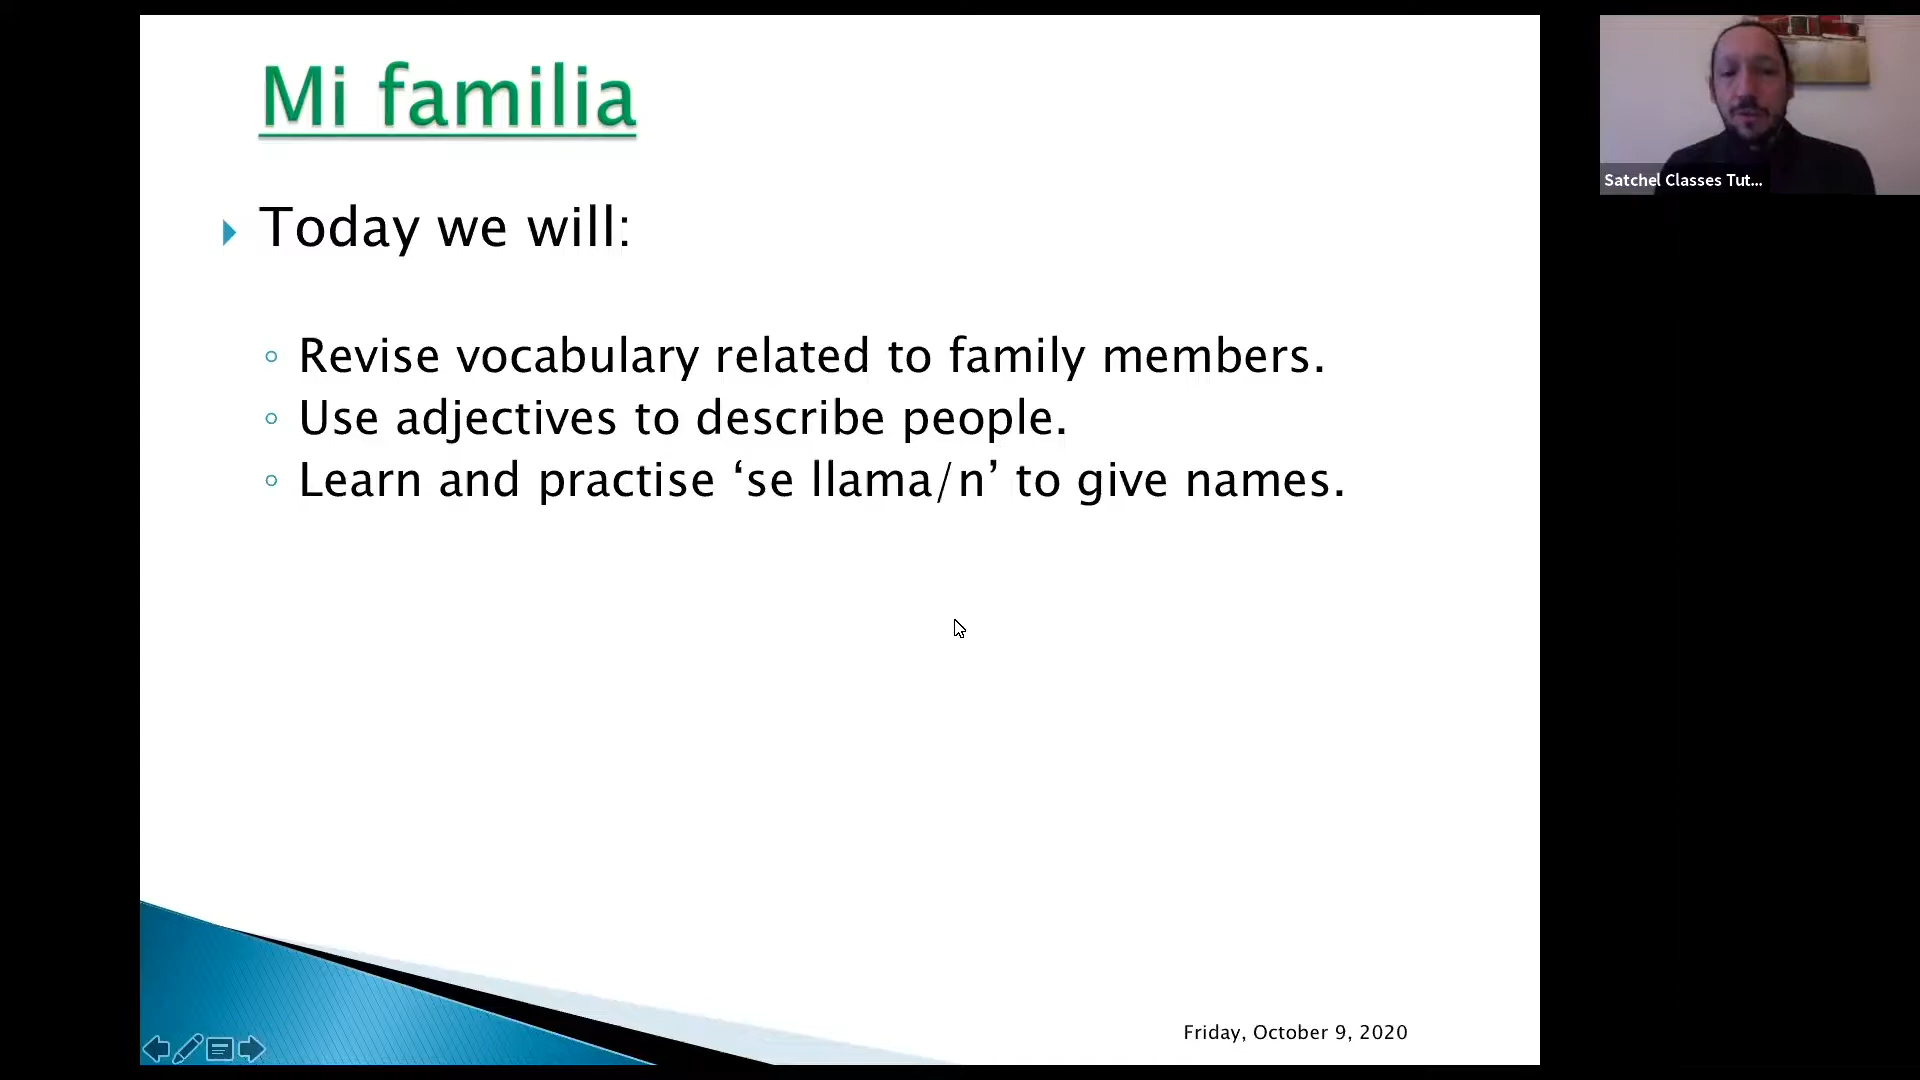 Mi familia
Today we will:
Revise vocabulary related to family members.
Use adjectives to describe people.
Learn and practise ‘se llama/n’ to give names.
Friday, October 9, 2020
Satchel Classes Tut...